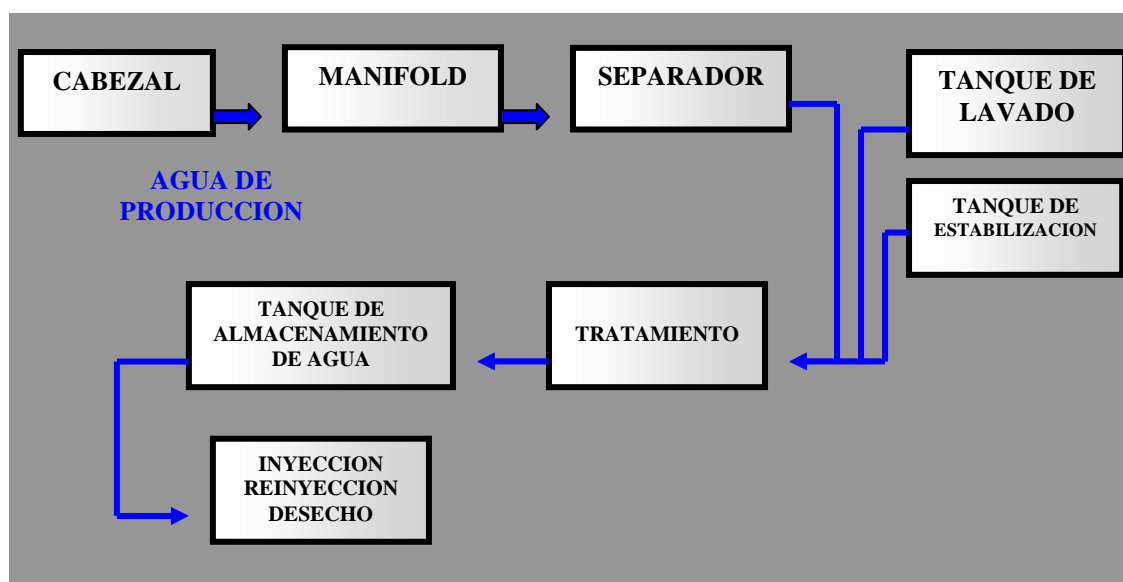 CABEZAL
MANIFOLD
SEPARADOR
TANQUE DE
LAVADO
AGUA DE
PRODUCCION
TANQUE DE
ESTABILIZACION
TANQUE DE
ALMACENAMIENTO
DE AGUA
TRATAMIENTO
INYECCION
REINYECCION
DESECHO